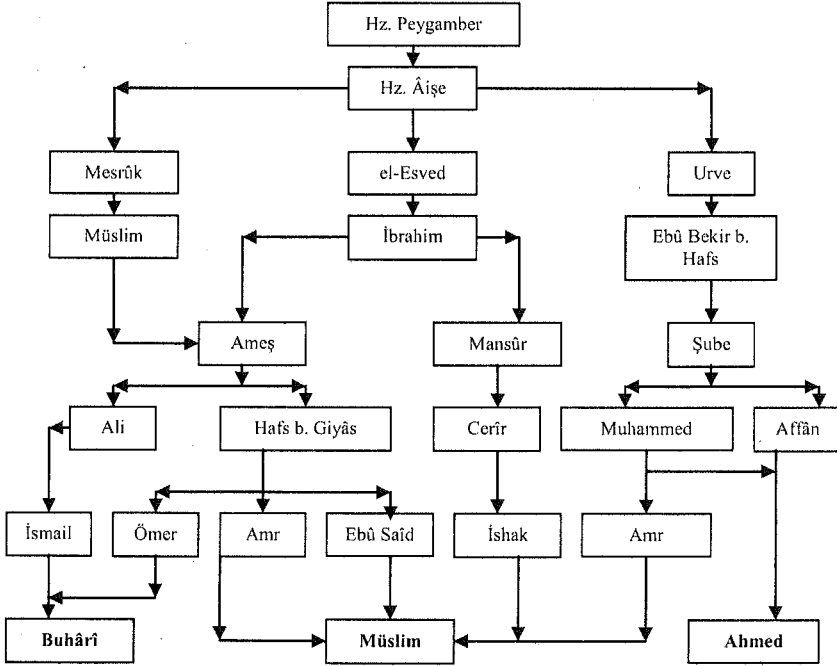 Hz. Peygamber
Hz. Âişe
Mesrûk
el-Esved
Urve
Müslim
İbrahim
Ebû Bekir b.
Hafs
Ameş
Mansûr
Şube
Ali
Hafs b. Giyâs
Cerîr
Muhammed
Affân
İsmail
Ömer
Amr
Ebû Saîd
İshak
Amr
Buhârî
Müslim
Ahmed